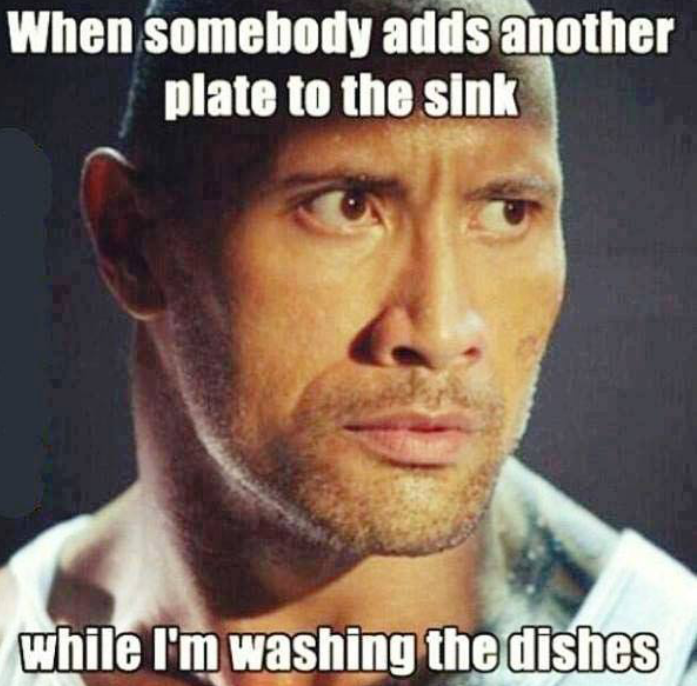 When somebody adds another
plate to the sink
while I'm washing the dishes